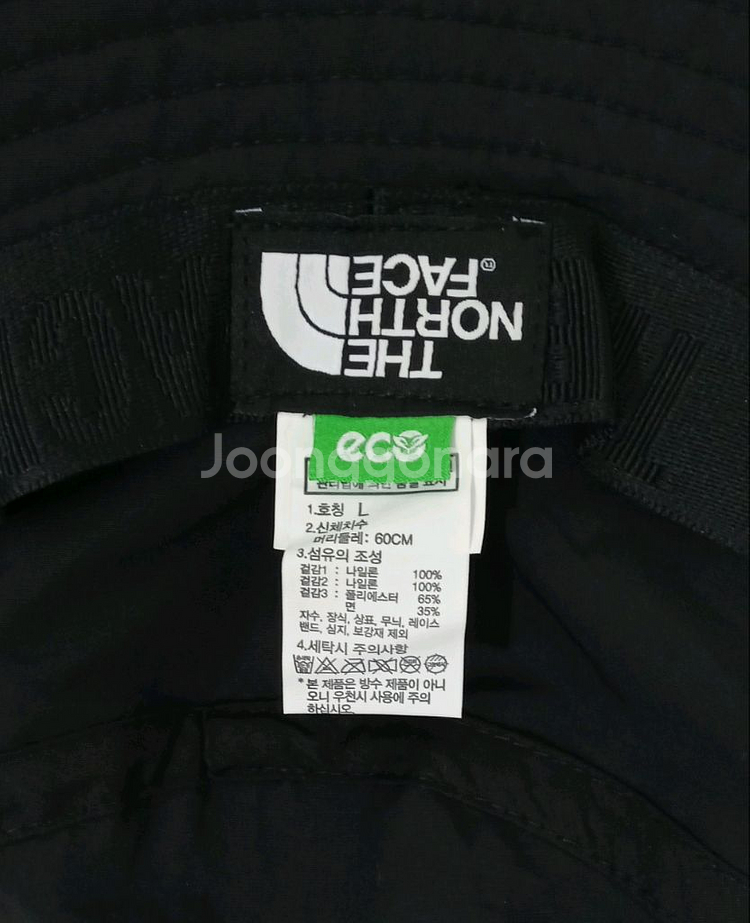 THE
NORTH
FACE
eco
Joonggonara
1.호칭 L
2.신체치수
머리둘레: 60CM
3.섬유의 조성
겉감1 : 나일론 100%
겉감2 : 나일론 100%
겉감3 : 폴리에스터 65%
면 35%
자수, 장식, 상표, 무늬, 레이스
밴드, 심지, 보강재 제외
4.세탁시 주의사항
* 본 제품은 방수 제품이 아니
오니 우천시 사용에 주의
하십시오